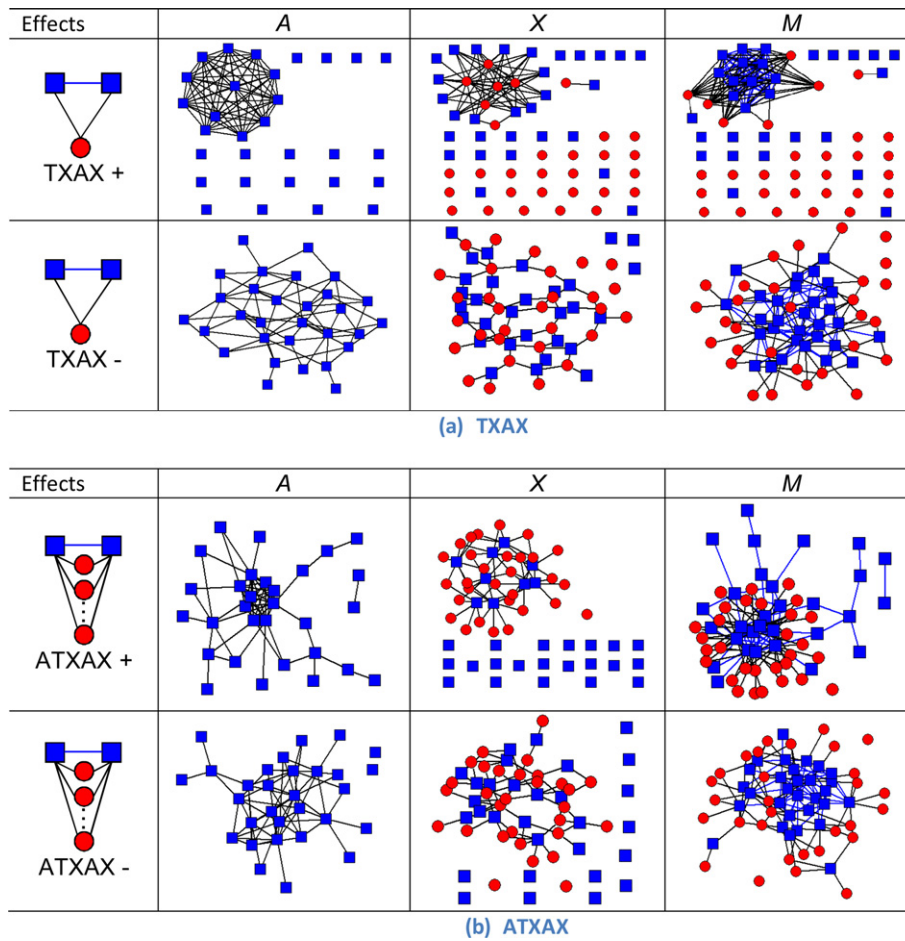 Effects A X M
TXAX +
TXAX -
(a) TXAX
Effects A X M
ATXAX +
ATXAX -
(b) ATXAX